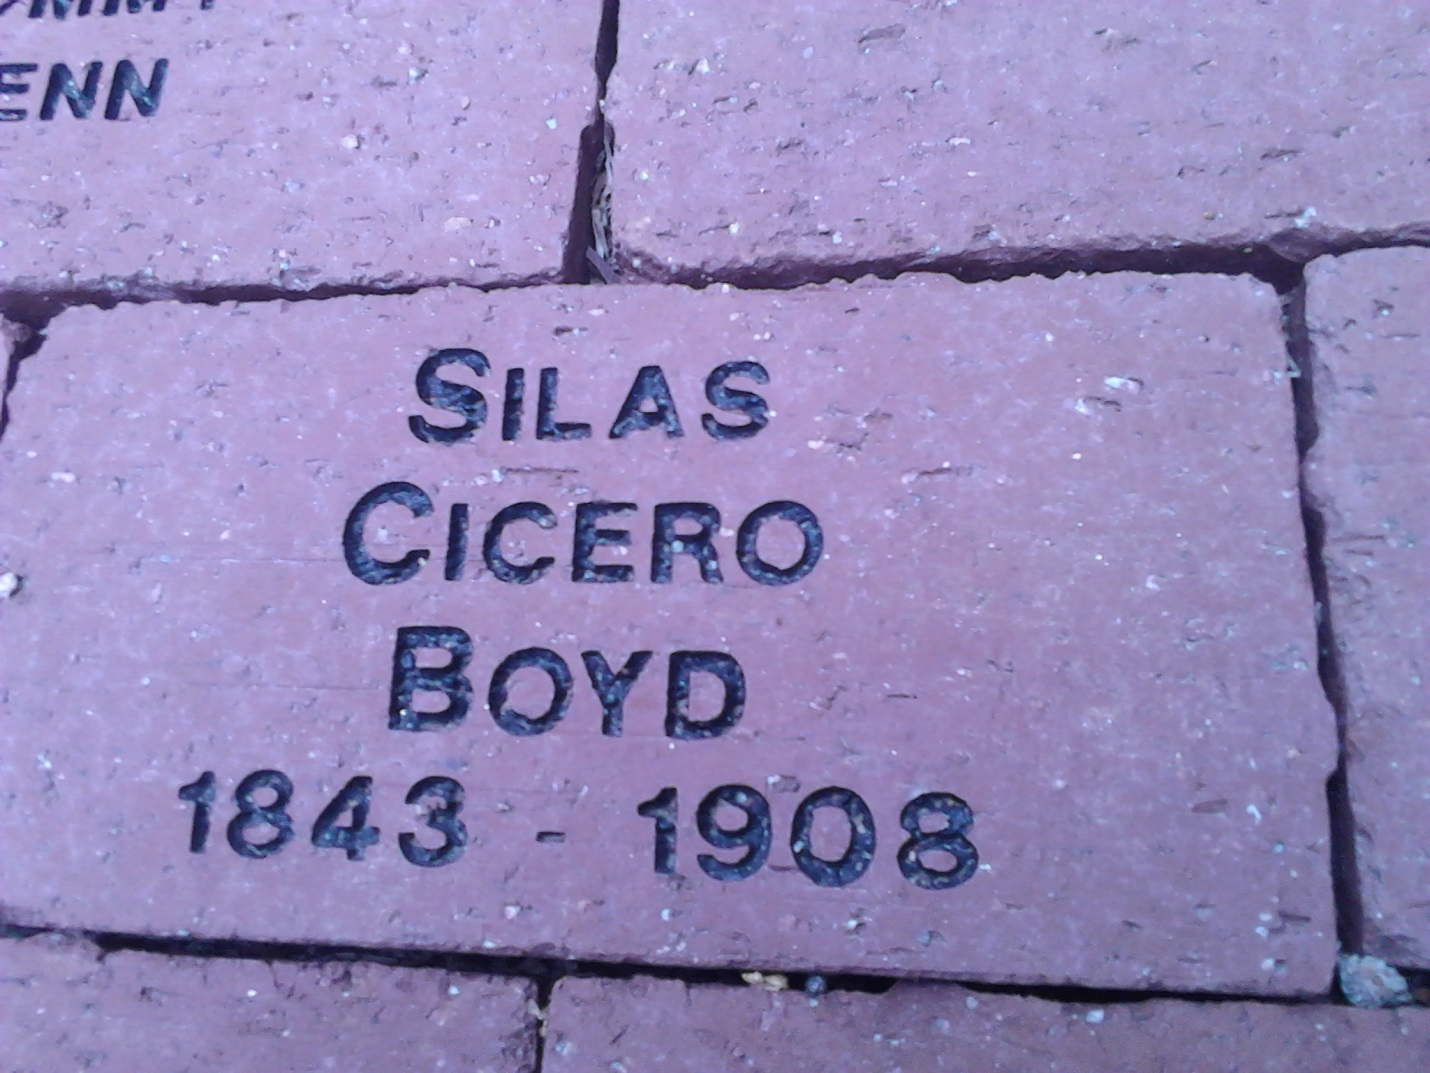 ENN
SILAS
CICERO
BOYD
1843 - 1908